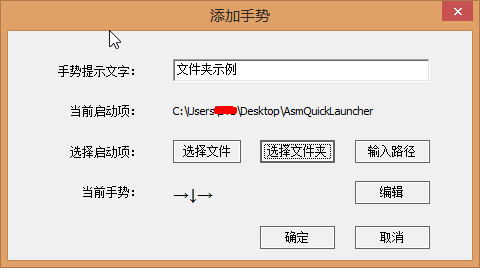 添加手势
手势提示文字： 文件夹示例
当前启动项： C:\Users\ \Desktop\AsmQuickLauncher
选择启动项： 选择文件 选择文件夹 输入路径
当前手势： →↓→ 编辑
确定 取消